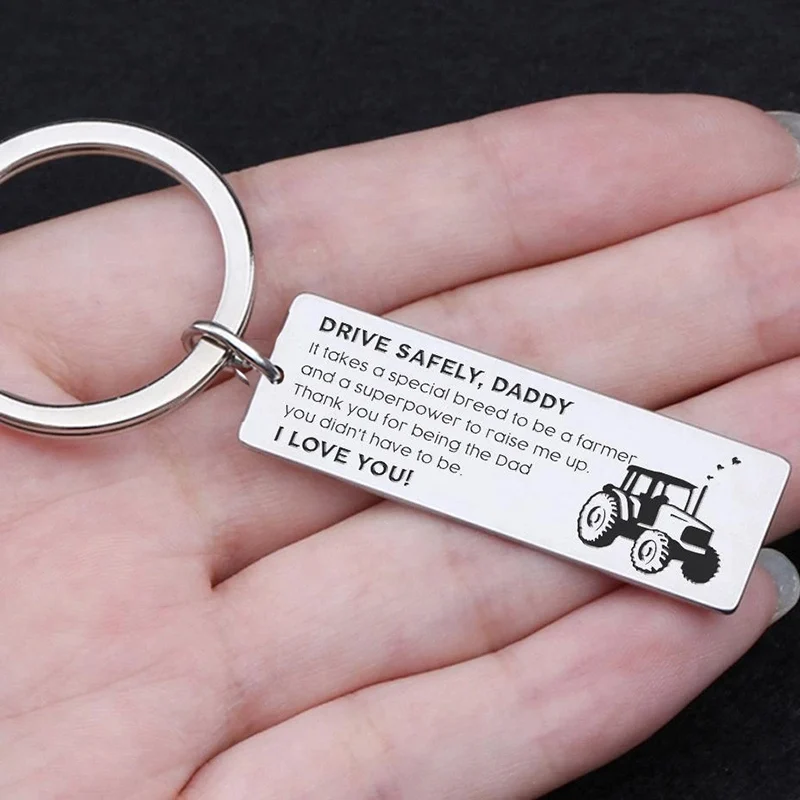 DRIVE SAFELY, DADDY
It takes a special breed to be a farmer
and a superpower to raise me up.
Thank you for being the Dad
you didn't have to be.
I LOVE YOU!